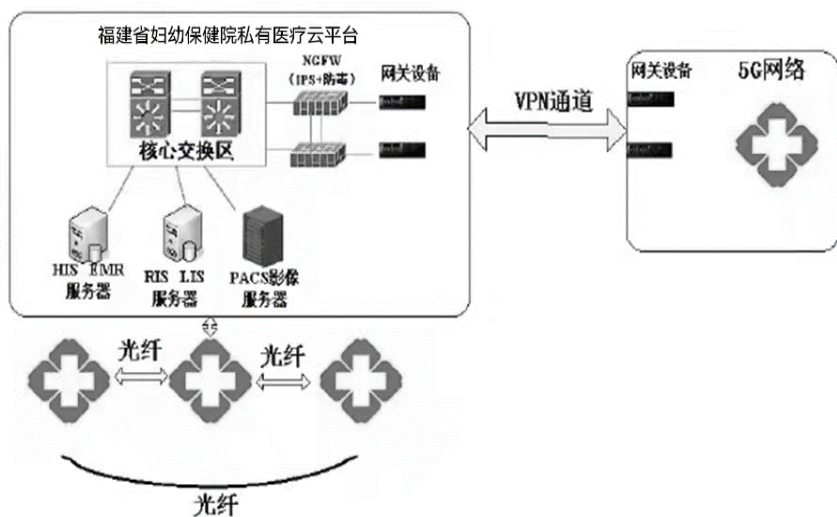 福建省妇幼保健院私有医疗云平台
NGFW
(IPS+防毒)
网关设备
核心交换区
HIS EMR
服务器
RIS LIS
服务器
PACS影像
服务器
VPN通道
网关设备
5G网络
光纤
光纤
光纤